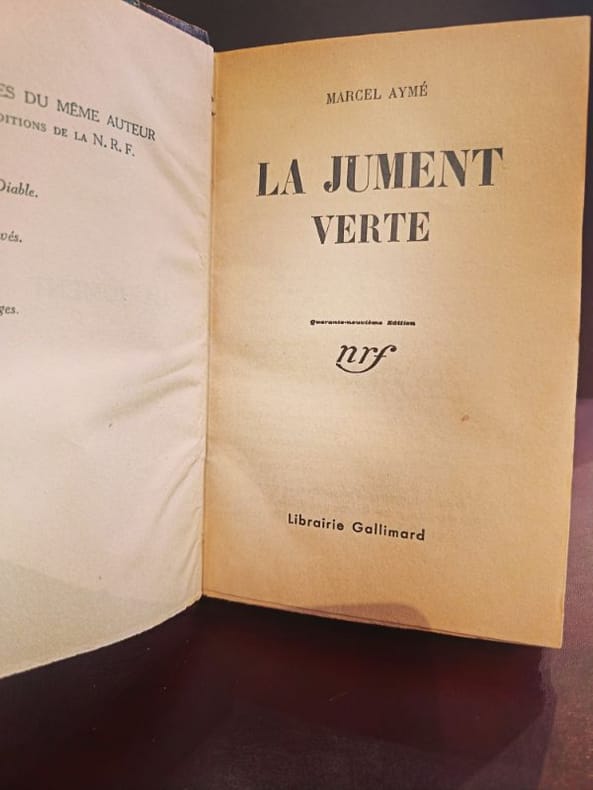 ES DU MÊME AUTEUR
DITIONS DE LA N. R. F.
Diable.
vés.
ges.
MARCEL AYMÉ
LA JUMENT
VERTE
Quarante-neuvième Édition
nrf
Librairie Gallimard